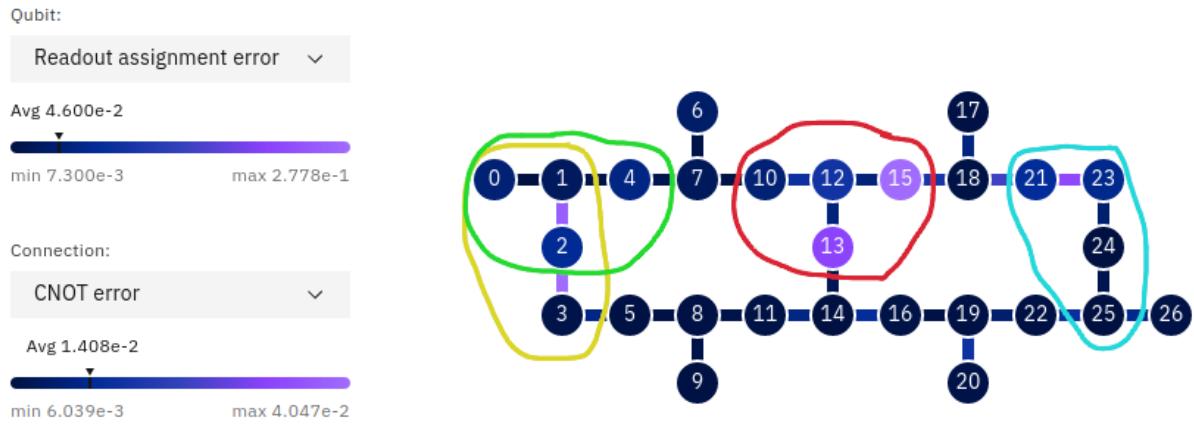 Qubit:
Readout assignment error
Avg 4.600e-2
min 7.300e-3 max 2.778e-1
Connection:
CNOT error
Avg 1.408e-2
min 6.039e-3 max 4.047e-2
6 17
0 1 4 7 10 12 15 18 21 23
2 13 24
3 5 8 11 14 16 19 22 25 26
9 20